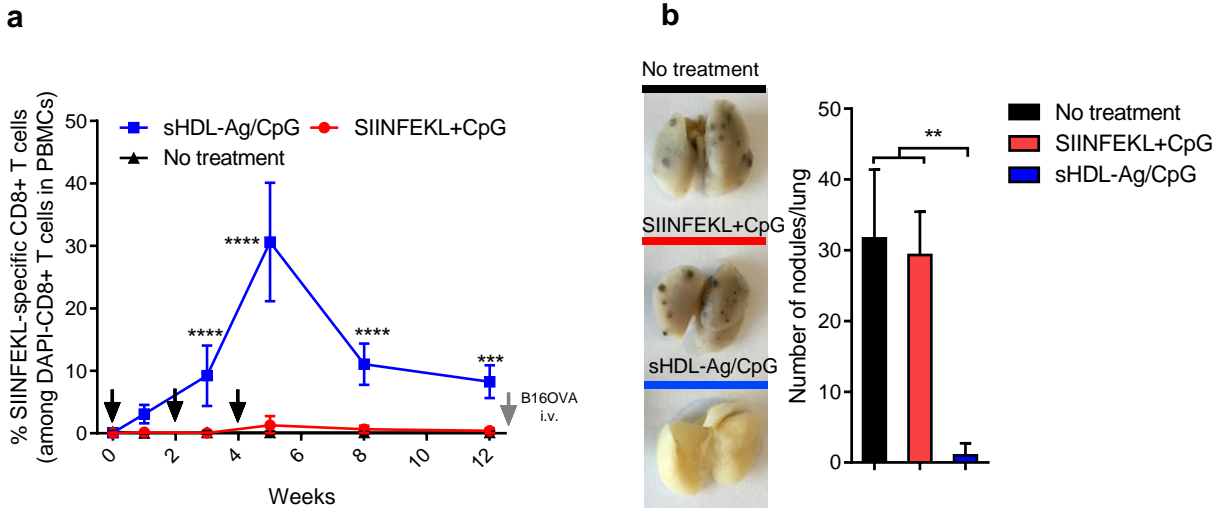 a
% SIINFEKL-specific CD8+ T cells
(among DAPI-CD8+ T cells in PBMCs)
50
40
30
20
10
0
sHDL-Ag/CpG
SIINFEKL+CpG
No treatment
****
****
****
***
B16OVA
i.v.
0
2
4
6
8
10
12
Weeks
b
No treatment
SIINFEKL+CpG
sHDL-Ag/CpG
Number of nodules/lung
50
40
30
20
10
0
**
No treatment
SIINFEKL+CpG
sHDL-Ag/CpG